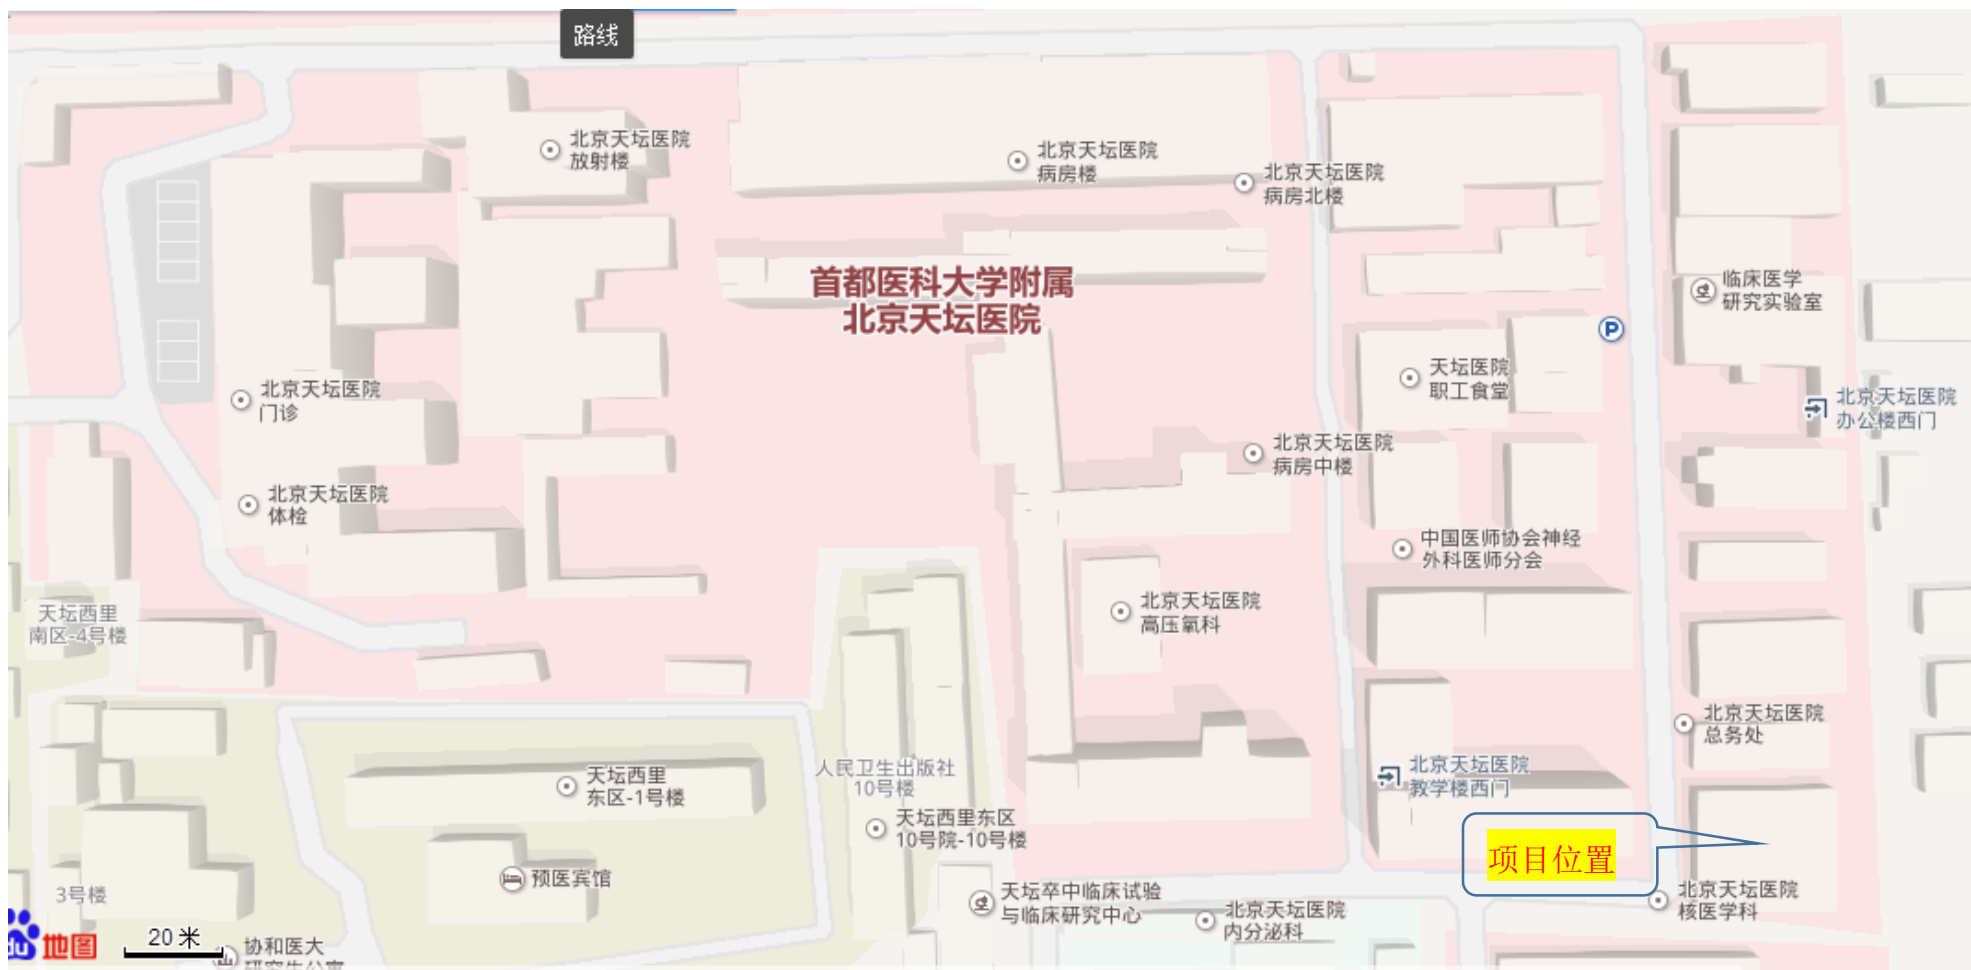 路线
北京天坛医院
放射楼
北京天坛医院
病房楼
北京天坛医院
病房北楼
首都医科大学附属
北京天坛医院
临床医学
研究实验室
P
天坛医院
职工食堂
北京天坛医院
门诊
北京天坛医院
办公楼西门
北京天坛医院
病房中楼
北京天坛医院
体检
中国医师协会神经
外科医师分会
北京天坛医院
高压氧科
天坛西里
南区-4号楼
北京天坛医院
总务处
人民卫生出版社
10号楼
天坛西里
东区-1号楼
北京天坛医院
教学楼西门
天坛西里东区
10号院-10号楼
项目位置
预医宾馆
3号楼
天坛卒中临床试验
与临床研究中心
北京天坛医院
核医学科
北京天坛医院
内分泌科
du 地图
20 米
协和医大
研究生公寓